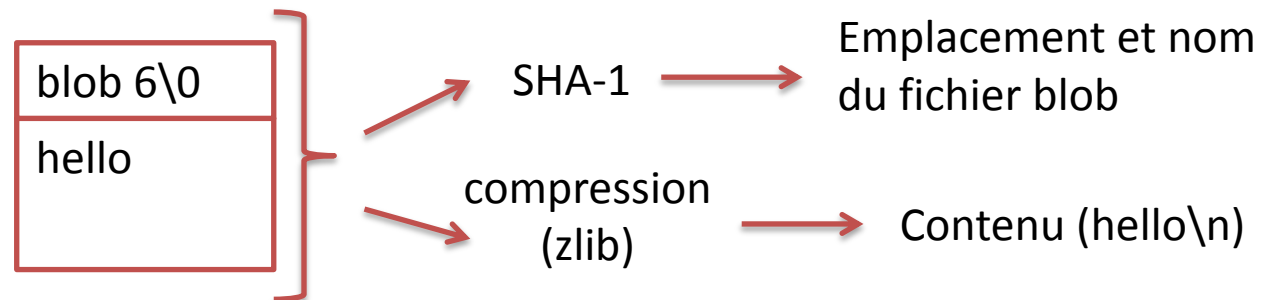 blob 6\0
hello
SHA-1
Emplacement et nom
du fichier blob
compression
(zlib)
Contenu (hello\n)